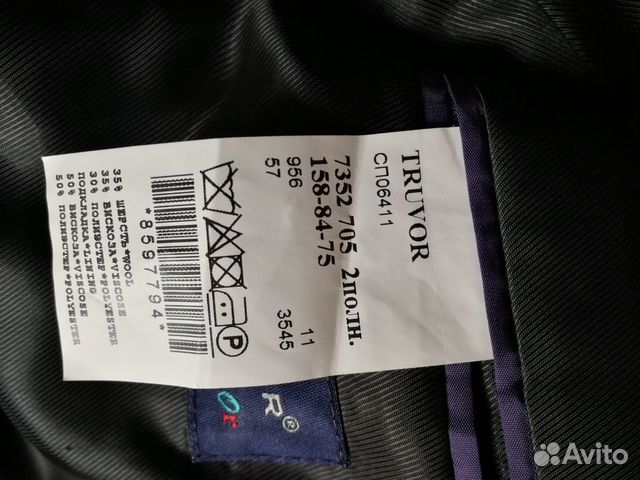 TRUVOR
СП06411
7352 705 2полн.
158-84-75
956
57
11
3545
P
*8597794*
35% ШЕРСТЬ*WOOL
35% ВИСКОЗА*VISCOSE
30% ПОЛИЭСТЕР*POLYESTER
ПОДКЛАДКА*LINING
50% ВИСКОЗА*VISCOSE
50% ПОЛИЭСТЕР*POLYESTER
R®
or
Avito